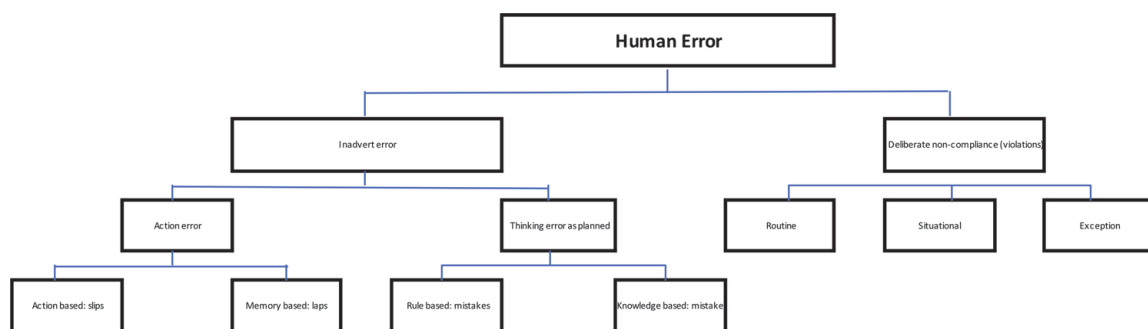 Human Error
Inadvert error
Deliberate non-compliance (violations)
Action error
Thinking error as planned
Routine
Situational
Exception
Action based: slips
Memory based: laps
Rule based: mistakes
Knowledge based: mistake